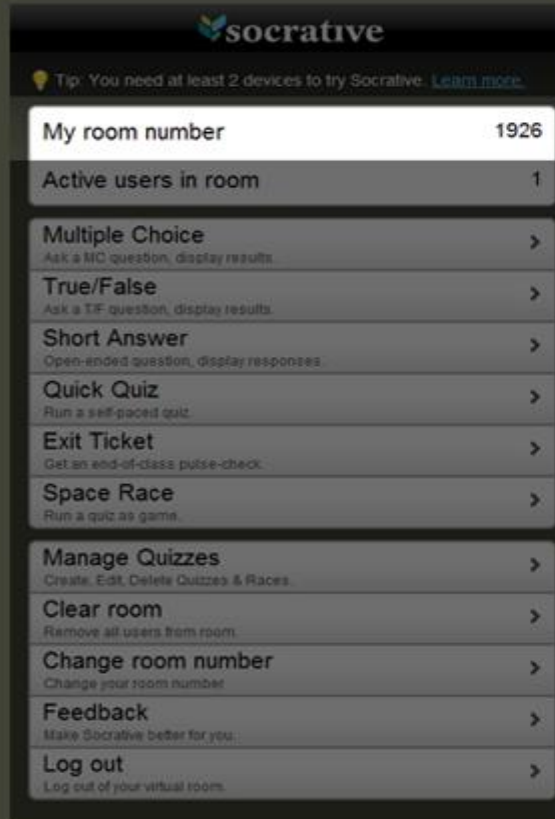 socrative
Tip: You need at least 2 devices to try Socrative. Learn more.
My room number 1926
Active users in room 1
Multiple Choice
Ask a MC question, display results.
True/False
Ask a T/F question, display results.
Short Answer
Open-ended question, display responses.
Quick Quiz
Run a self-paced quiz.
Exit Ticket
Get an end-of-class pulse-check.
Space Race
Run a quiz as game.
Manage Quizzes
Create, Edit, Delete Quizzes & Races.
Clear room
Remove all users from room.
Change room number
Change your room number
Feedback
Make Socrative better for you.
Log out
Log out of your virtual room.